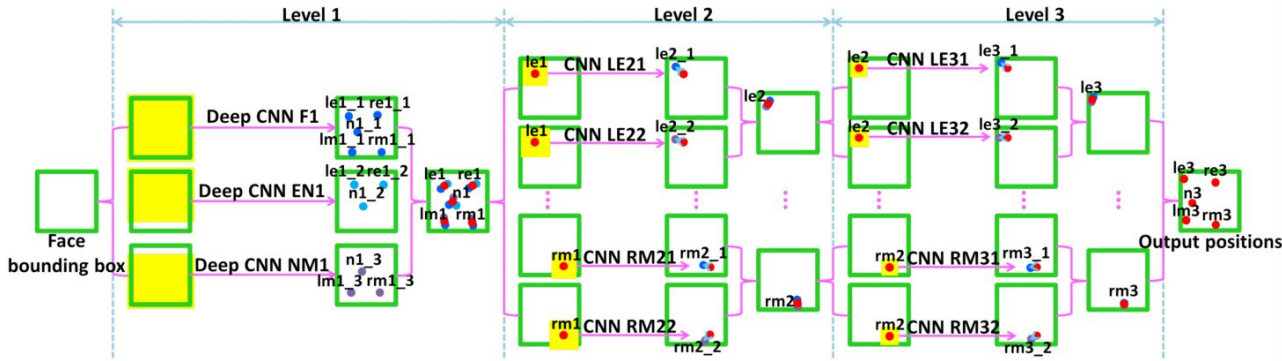 Level 1
Level 2
Level 3
Face
bounding box
Deep CNN F1
le1_1 re1_1
n1_1
lm1_1 rm1_1
Deep CNN EN1
le1_2 re1_2
n1_2
Deep CNN NM1
n1_3
lm1_3 rm1_3
le1 re1
n1
lm1 rm1
le1
CNN LE21
le2_1
le1
CNN LE22
le2_2
le2
rm1
CNN RM21
rm2_1
rm1
CNN RM22
rm2_2
rm2
le2
CNN LE31
le3_1
le2
CNN LE32
le3_2
le3
rm2
CNN RM31
rm3_1
rm2
CNN RM32
rm3_2
rm3
le3 re3
n3
lm3 rm3
Output positions